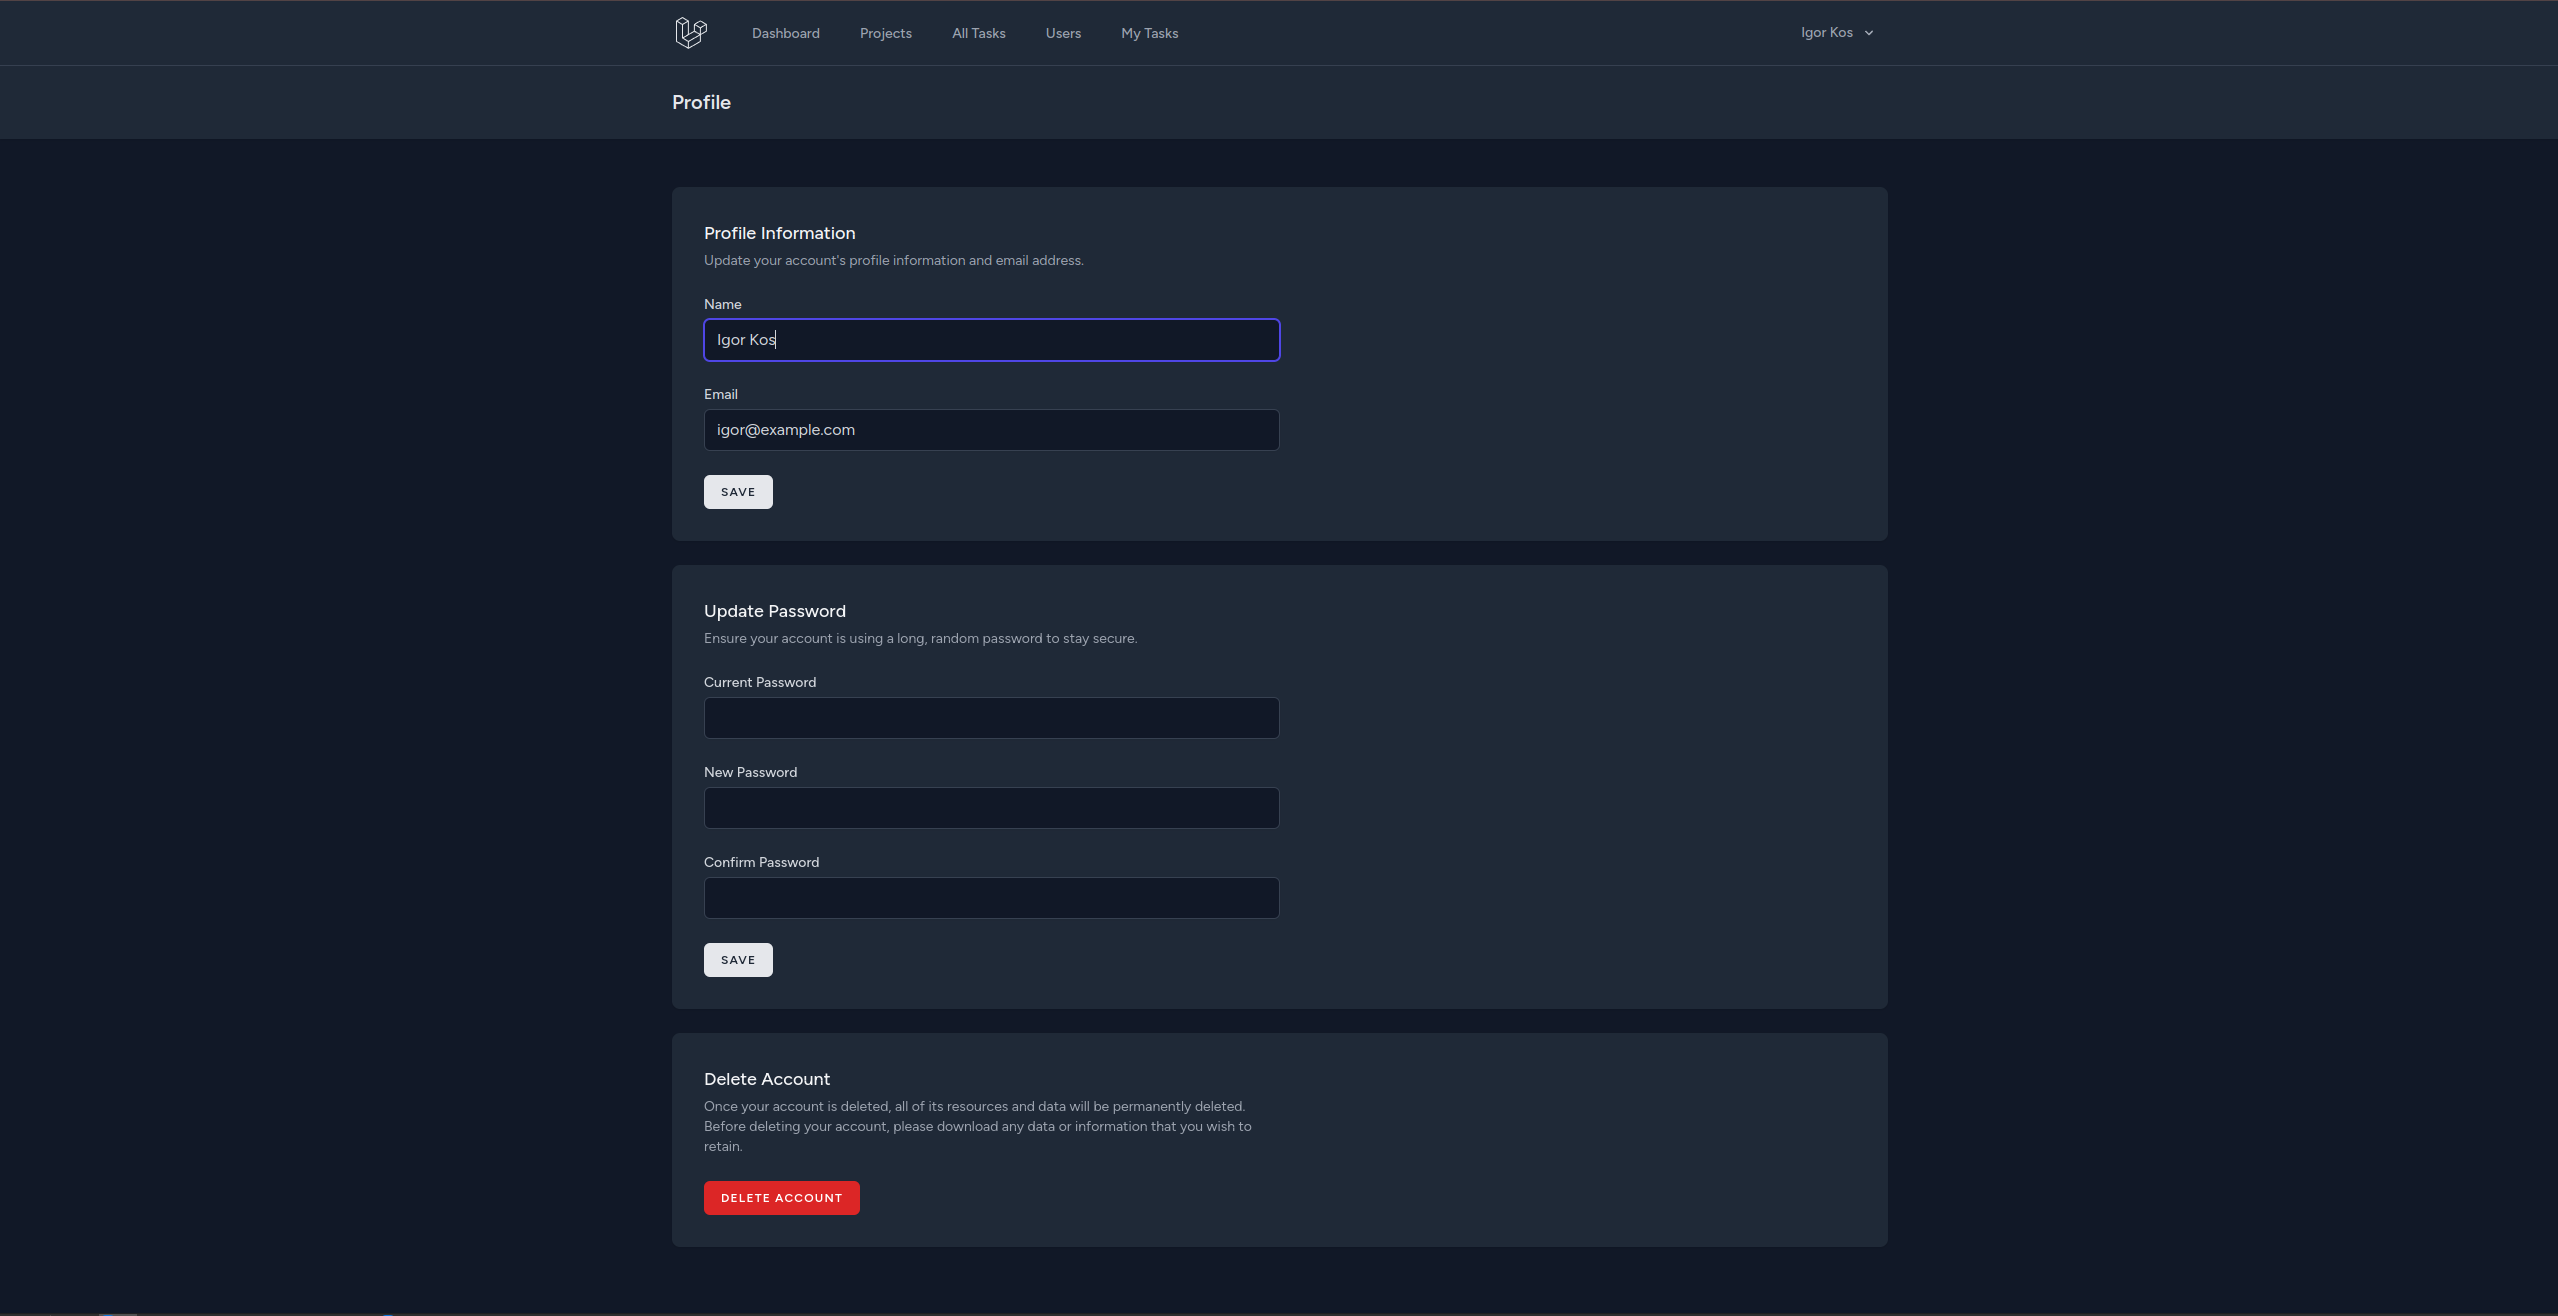 Dashboard Projects All Tasks Users My Tasks Igor Kos
Profile
Profile Information
Update your account's profile information and email address.
Name
Igor Kos
Email
igor@example.com
SAVE
Update Password
Ensure your account is using a long, random password to stay secure.
Current Password
New Password
Confirm Password
SAVE
Delete Account
Once your account is deleted, all of its resources and data will be permanently deleted.
Before deleting your account, please download any data or information that you wish to
retain.
DELETE ACCOUNT